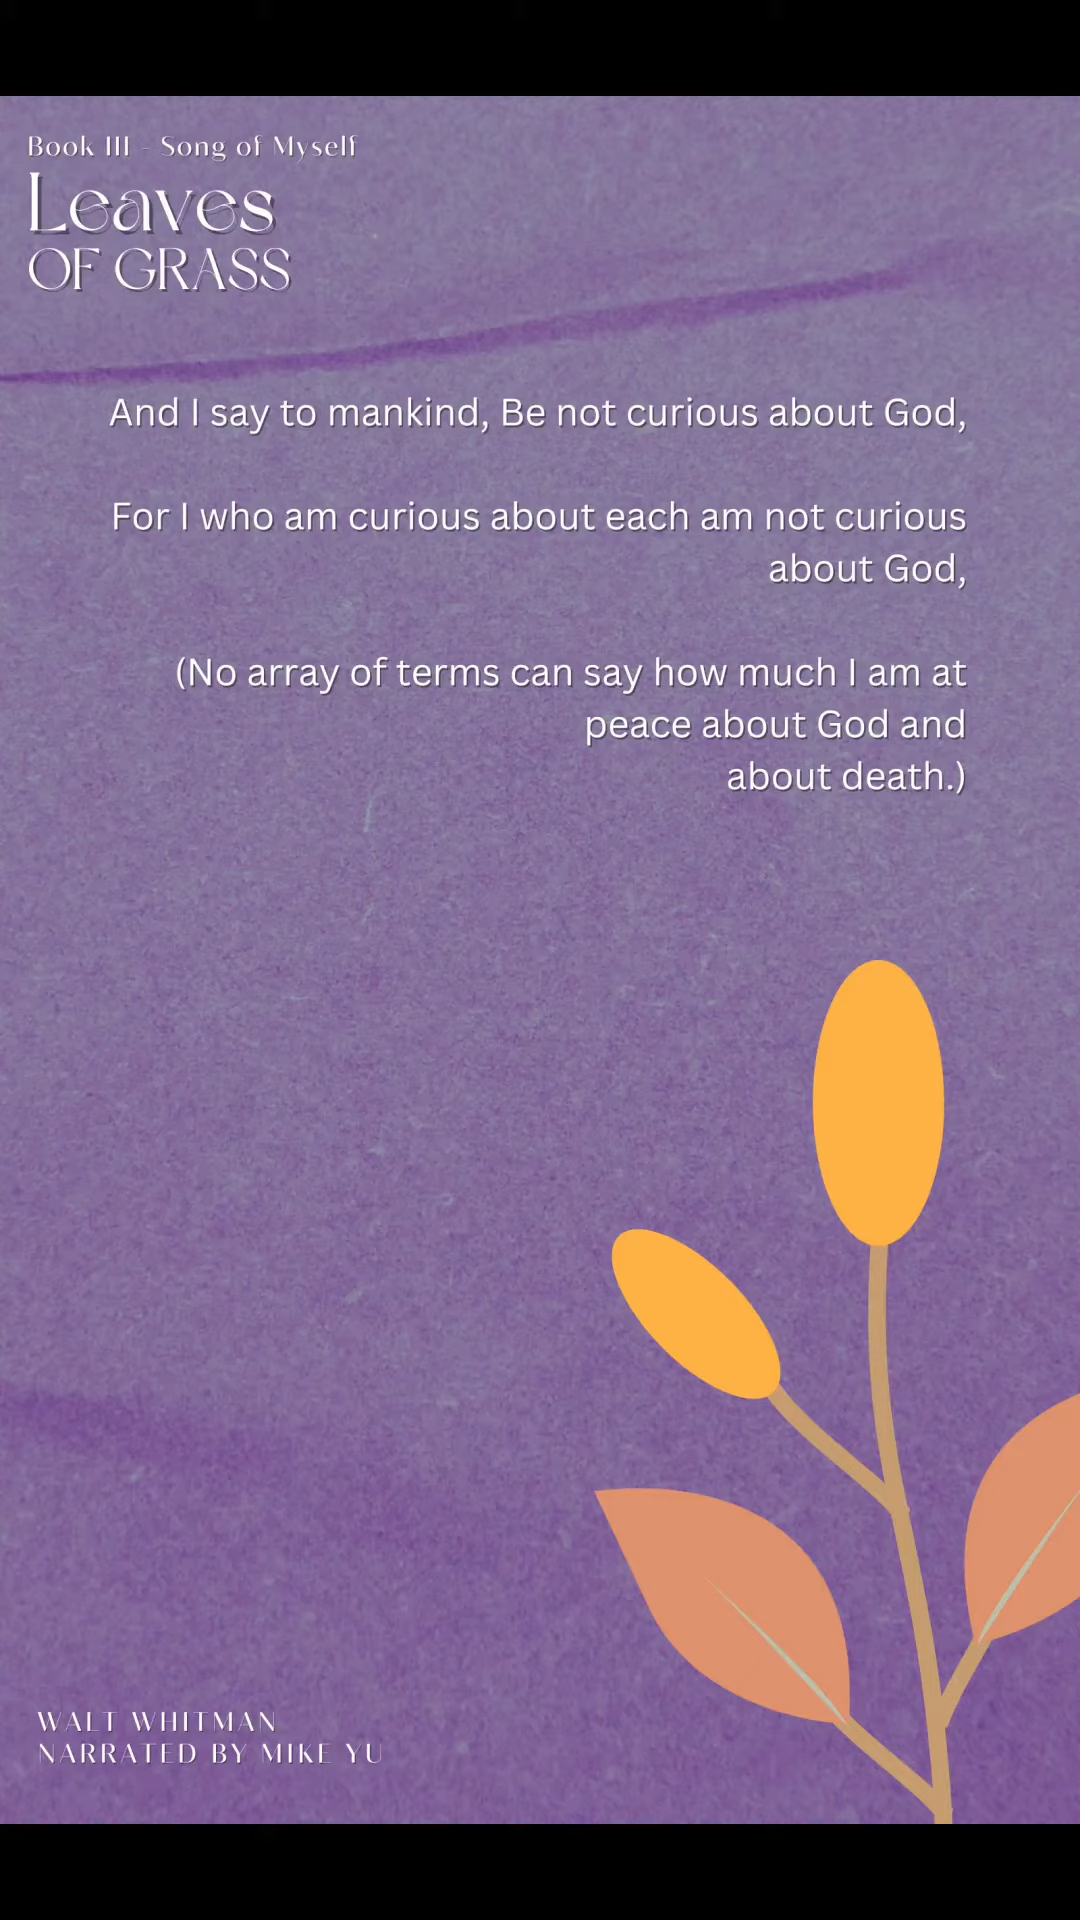 Book III - Song of Myself
Leaves
OF GRASS
And I say to mankind, Be not curious about God,
For I who am curious about each am not curious
about God,
(No array of terms can say how much I am at
peace about God and
about death.)
WALT WHITMAN
NARRATED BY MIKE YU